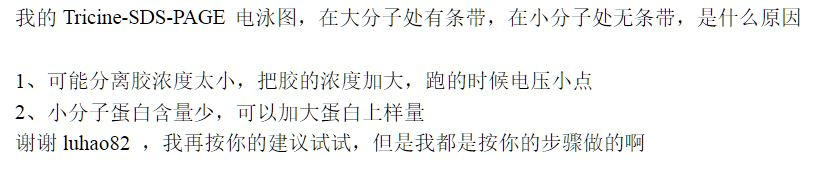 我的 Tricine-SDS-PAGE 电泳图，在大分子处有条带，在小分子处无条带，是什么原因
1、可能分离胶浓度太小，把胶的浓度加大，跑的时候电压小点
2、小分子蛋白含量少，可以加大蛋白上样量
谢谢 luhao82 ，我再按你的建议试试，但是我都是按你的步骤做的啊